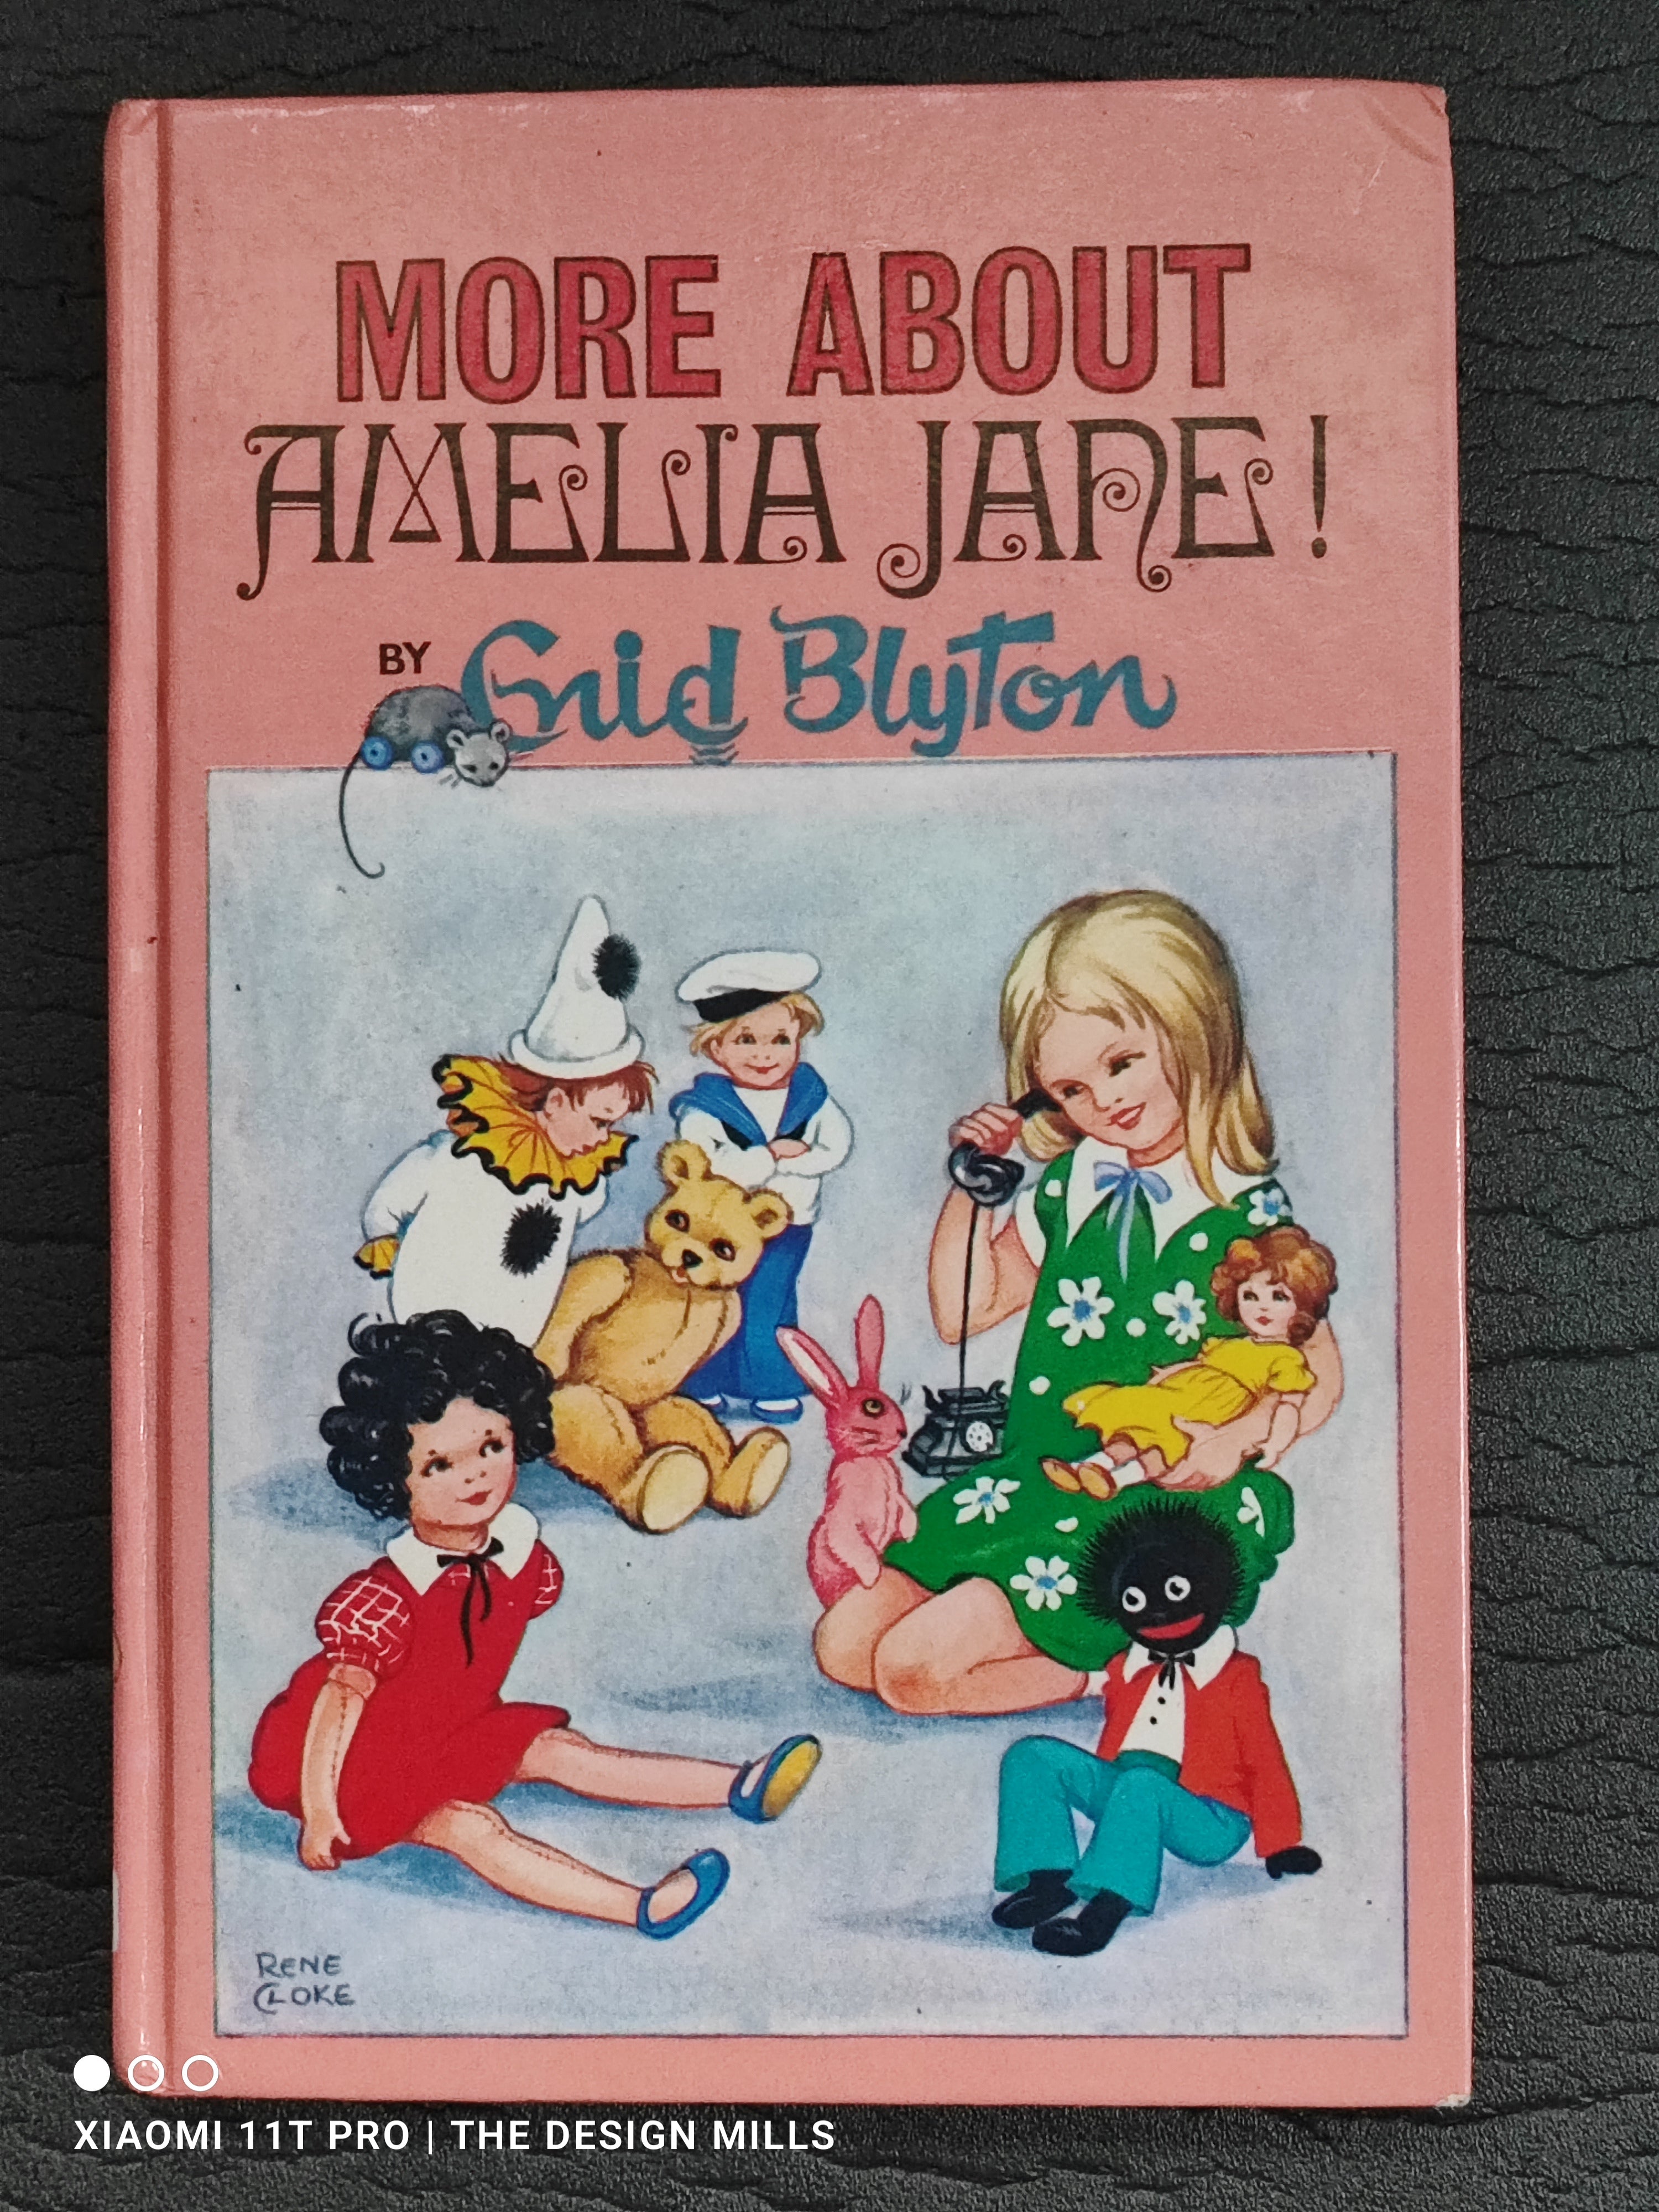 MORE ABOUT
AMELIA JANE!
BY Enid Blyton
RENE
CLOKE
XIAOMI 11T PRO | THE DESIGN MILLS